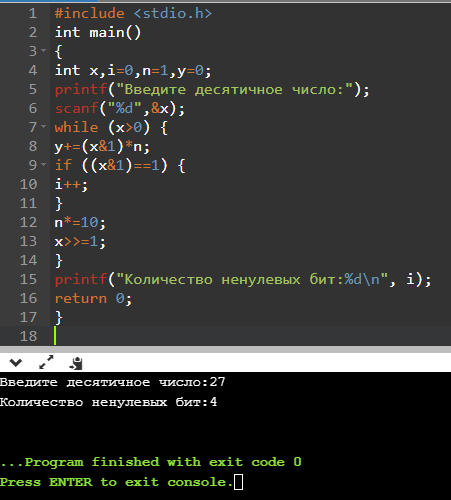 1 #include <stdio.h>
2 int main()
3 {
4 int x,i=0,n=1,y=0;
5 printf("Введите десятичное число:");
6 scanf("%d",&x);
7 while (x>0) {
8 y+=(x&1)*n;
9 if ((x&1)==1) {
10 i++;
11 }
12 n*=10;
13 x>>=1;
14 }
15 printf("Количество ненулевых бит:%d\n", i);
16 return 0;
17 }
18
Введите десятичное число:27
Количество ненулевых бит:4
...Program finished with exit code 0
Press ENTER to exit console.